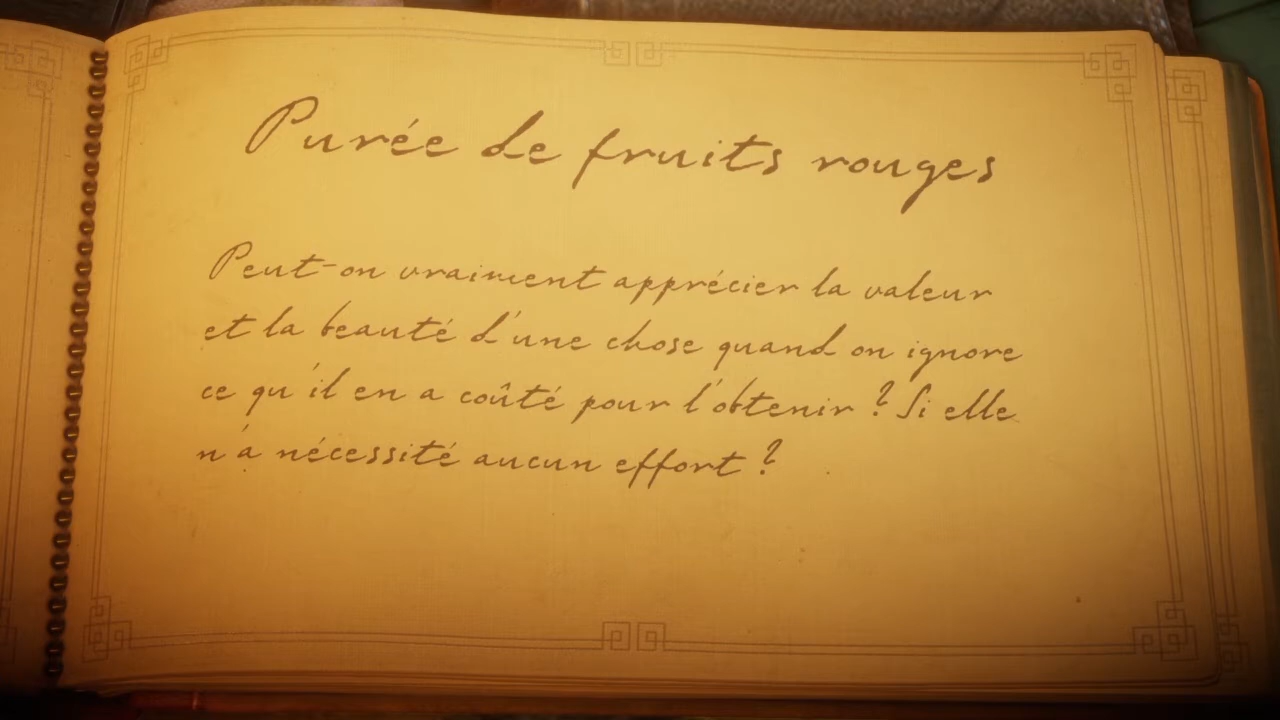 Purée de fruits rouges
Peut-on vraiment apprécier la valeur
et la beauté d'une chose quand on ignore
ce qu'il en a coûté pour l'obtenir ? Si elle
n'a nécessité aucun effort ?